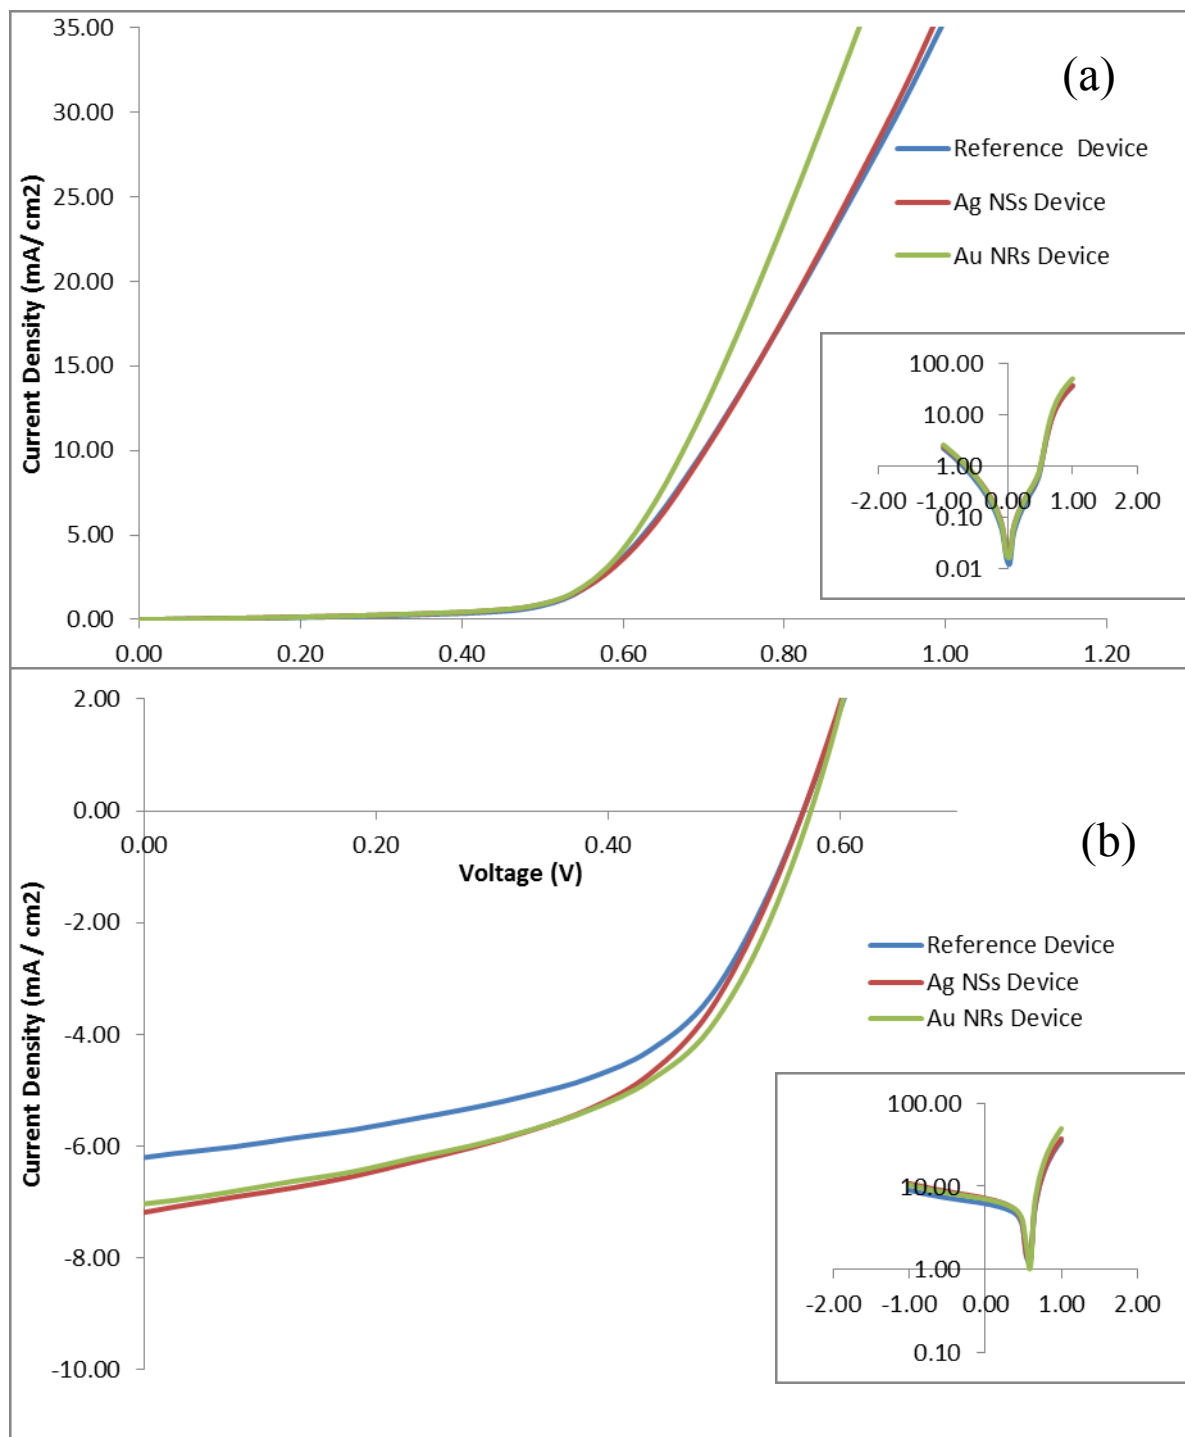 35.00
30.00
25.00
20.00
15.00
10.00
5.00
0.00
Current Density (mA/ cm2)
0.00 0.20 0.40 0.60 0.80 1.00 1.20
(a)
Reference Device
Ag NSs Device
Au NRs Device
100.00
10.00
1.00
-2.00 -1.00 0.00 1.00 2.00
0.10
0.01
2.00
0.00
-2.00
-4.00
-6.00
-8.00
-10.00
Current Density (mA / cm2)
0.00 0.20 0.40 0.60
Voltage (V)
(b)
Reference Device
Ag NSs Device
Au NRs Device
100.00
10.00
1.00
-2.00 -1.00 0.00 1.00 2.00
0.10